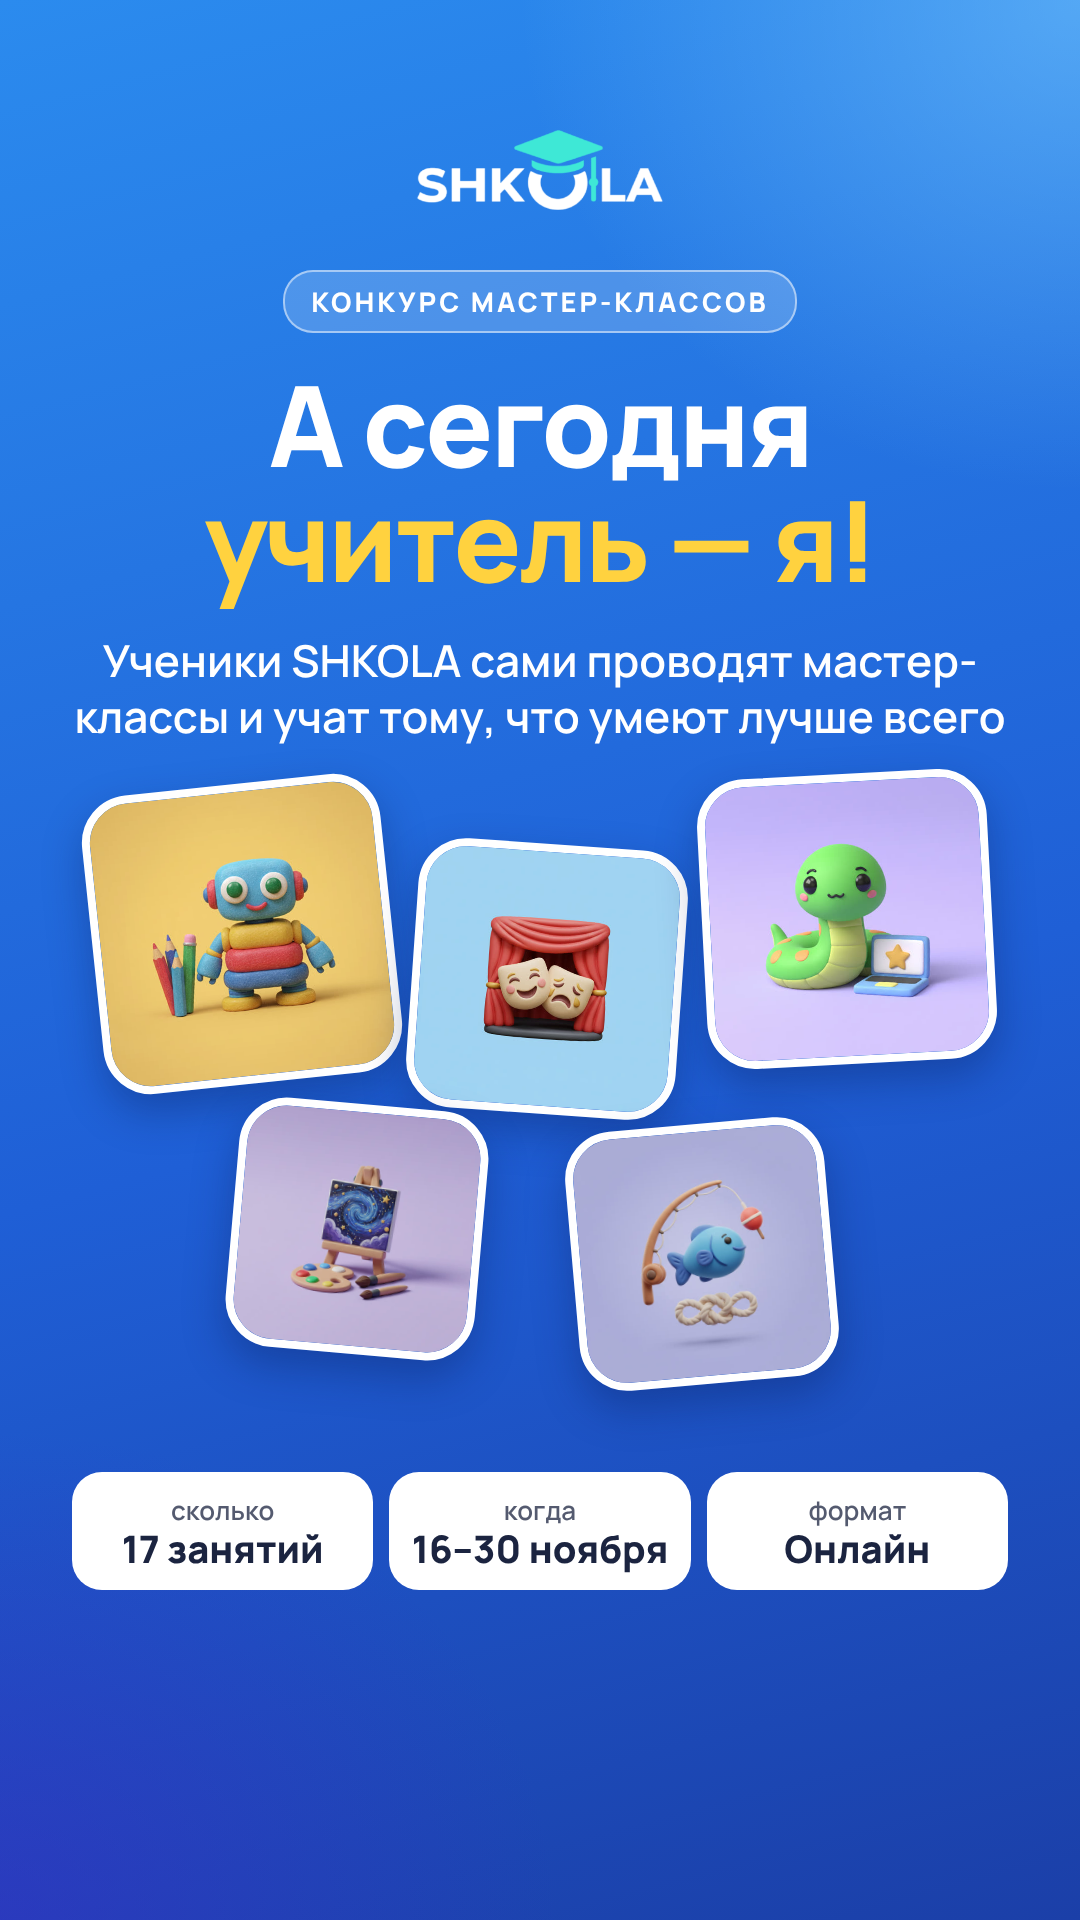 SHKOLA
КОНКУРС МАСТЕР-КЛАССОВ
А сегодня
учитель — я!
Ученики SHKOLA сами проводят мастер-
классы и учат тому, что умеют лучше всего
сколько
17 занятий
когда
16–30 ноября
формат
Онлайн